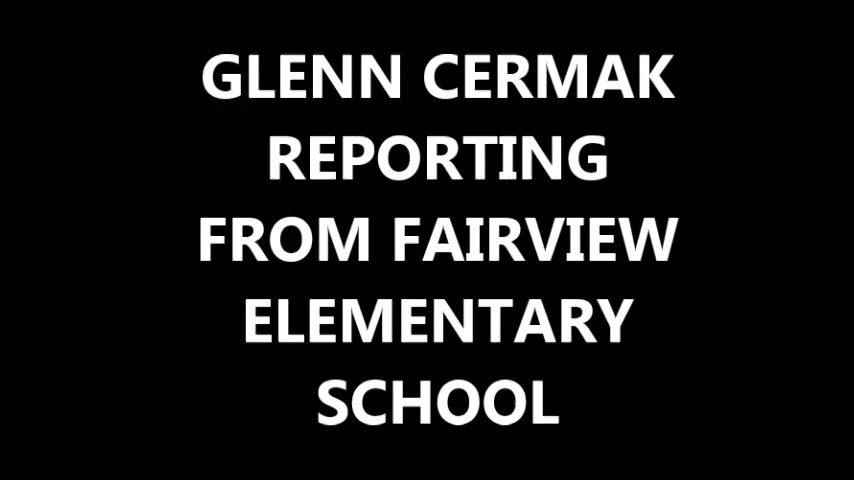 GLENN CERMAK
REPORTING
FROM FAIRVIEW
ELEMENTARY
SCHOOL